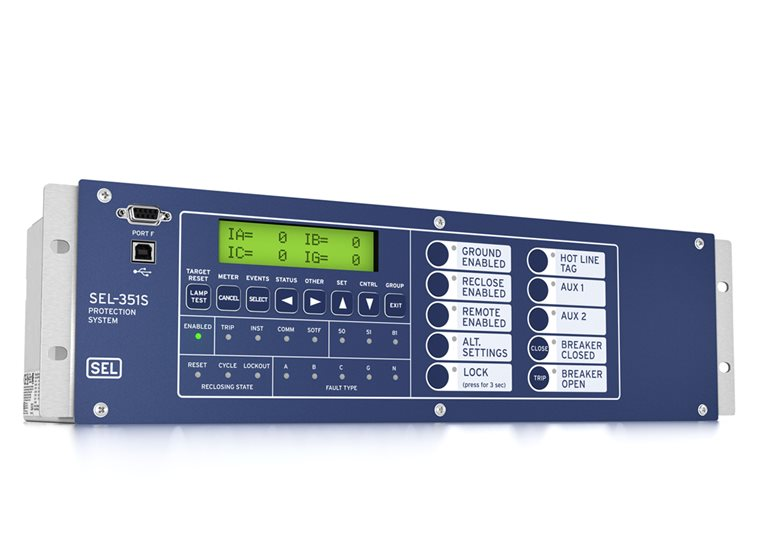 PORT F
SEL-351S
PROTECTION
SYSTEM
SEL
IA= 0 IB= 0
IC= 0 IG= 0
TARGET
RESET
METER
EVENTS
STATUS
OTHER
SET
CNTRL
GROUP
LAMP
TEST
CANCEL
SELECT
EXIT
ENABLED TRIP INST COMM SOTF 50 51 81
RESET CYCLE LOCKOUT A B C G N
RECLOSING STATE FAULT TYPE
GROUND
ENABLED
RECLOSE
ENABLED
REMOTE
ENABLED
ALT.
SETTINGS
LOCK
(press for 3 sec)
HOT LINE
TAG
AUX 1
AUX 2
CLOSE
BREAKER
CLOSED
TRIP
BREAKER
OPEN